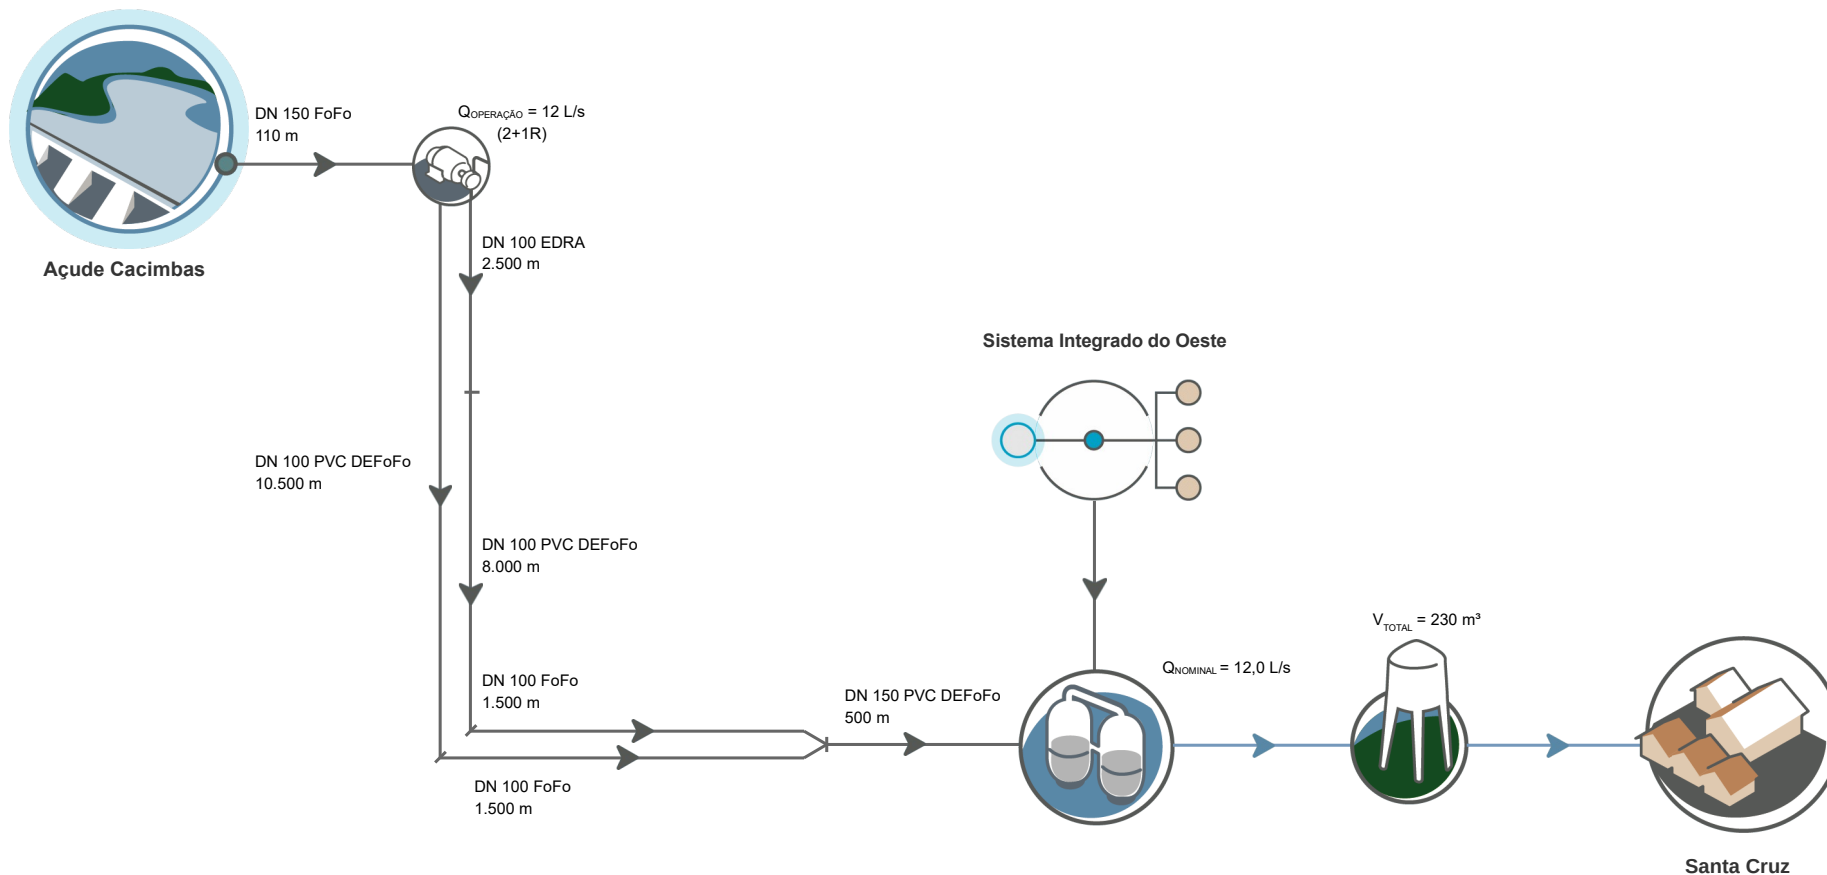 DN 150 FoFo
110 m
QOPERAÇÃO = 12 L/s
(2+1R)
Açude Cacimbas
DN 100 EDRA
2.500 m
Sistema Integrado do Oeste
DN 100 PVC DEFoFo
10.500 m
DN 100 PVC DEFoFo
8.000 m
VTOTAL = 230 m³
QNOMINAL = 12,0 L/s
DN 100 FoFo
1.500 m
DN 150 PVC DEFoFo
500 m
DN 100 FoFo
1.500 m
Santa Cruz